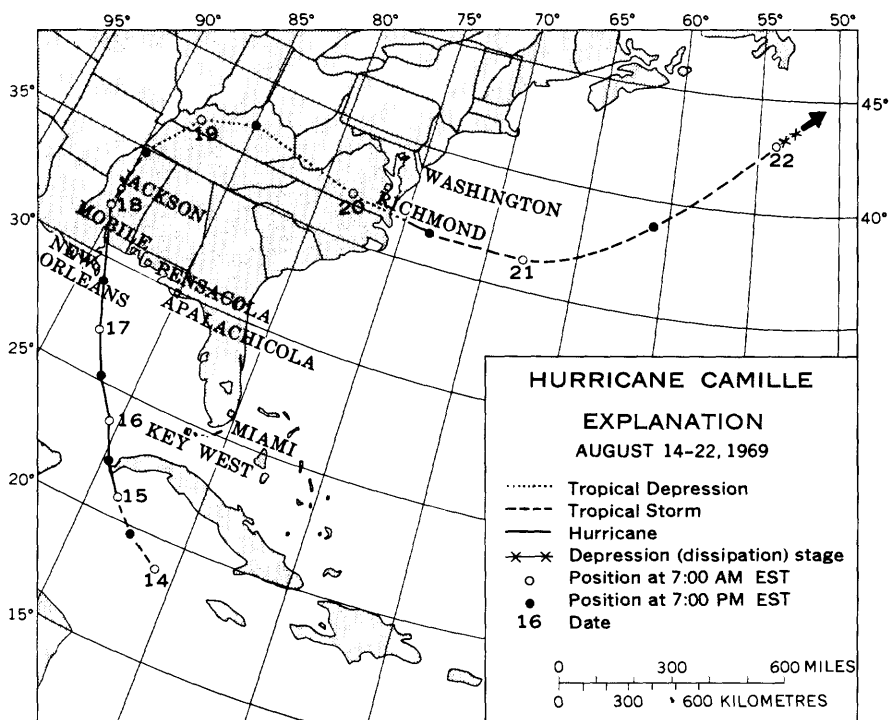 95° 90° 85° 80° 75° 70° 65° 60° 55° 50°
35°
45°
19
22
WASHINGTON
20
RICHMOND
JACKSON
18
40°
30°
MOBILE
21
NEW
ORLEANS
PENSACOLA
APALACHICOLA
17
25°
16
MIAMI
KEY WEST
20°
15
14
15°
HURRICANE CAMILLE
EXPLANATION
AUGUST 14-22, 1969
Tropical Depression
Tropical Storm
Hurricane
Depression (dissipation) stage
Position at 7:00 AM EST
Position at 7:00 PM EST
16 Date
0 300 600 MILES
0 300 600 KILOMETRES